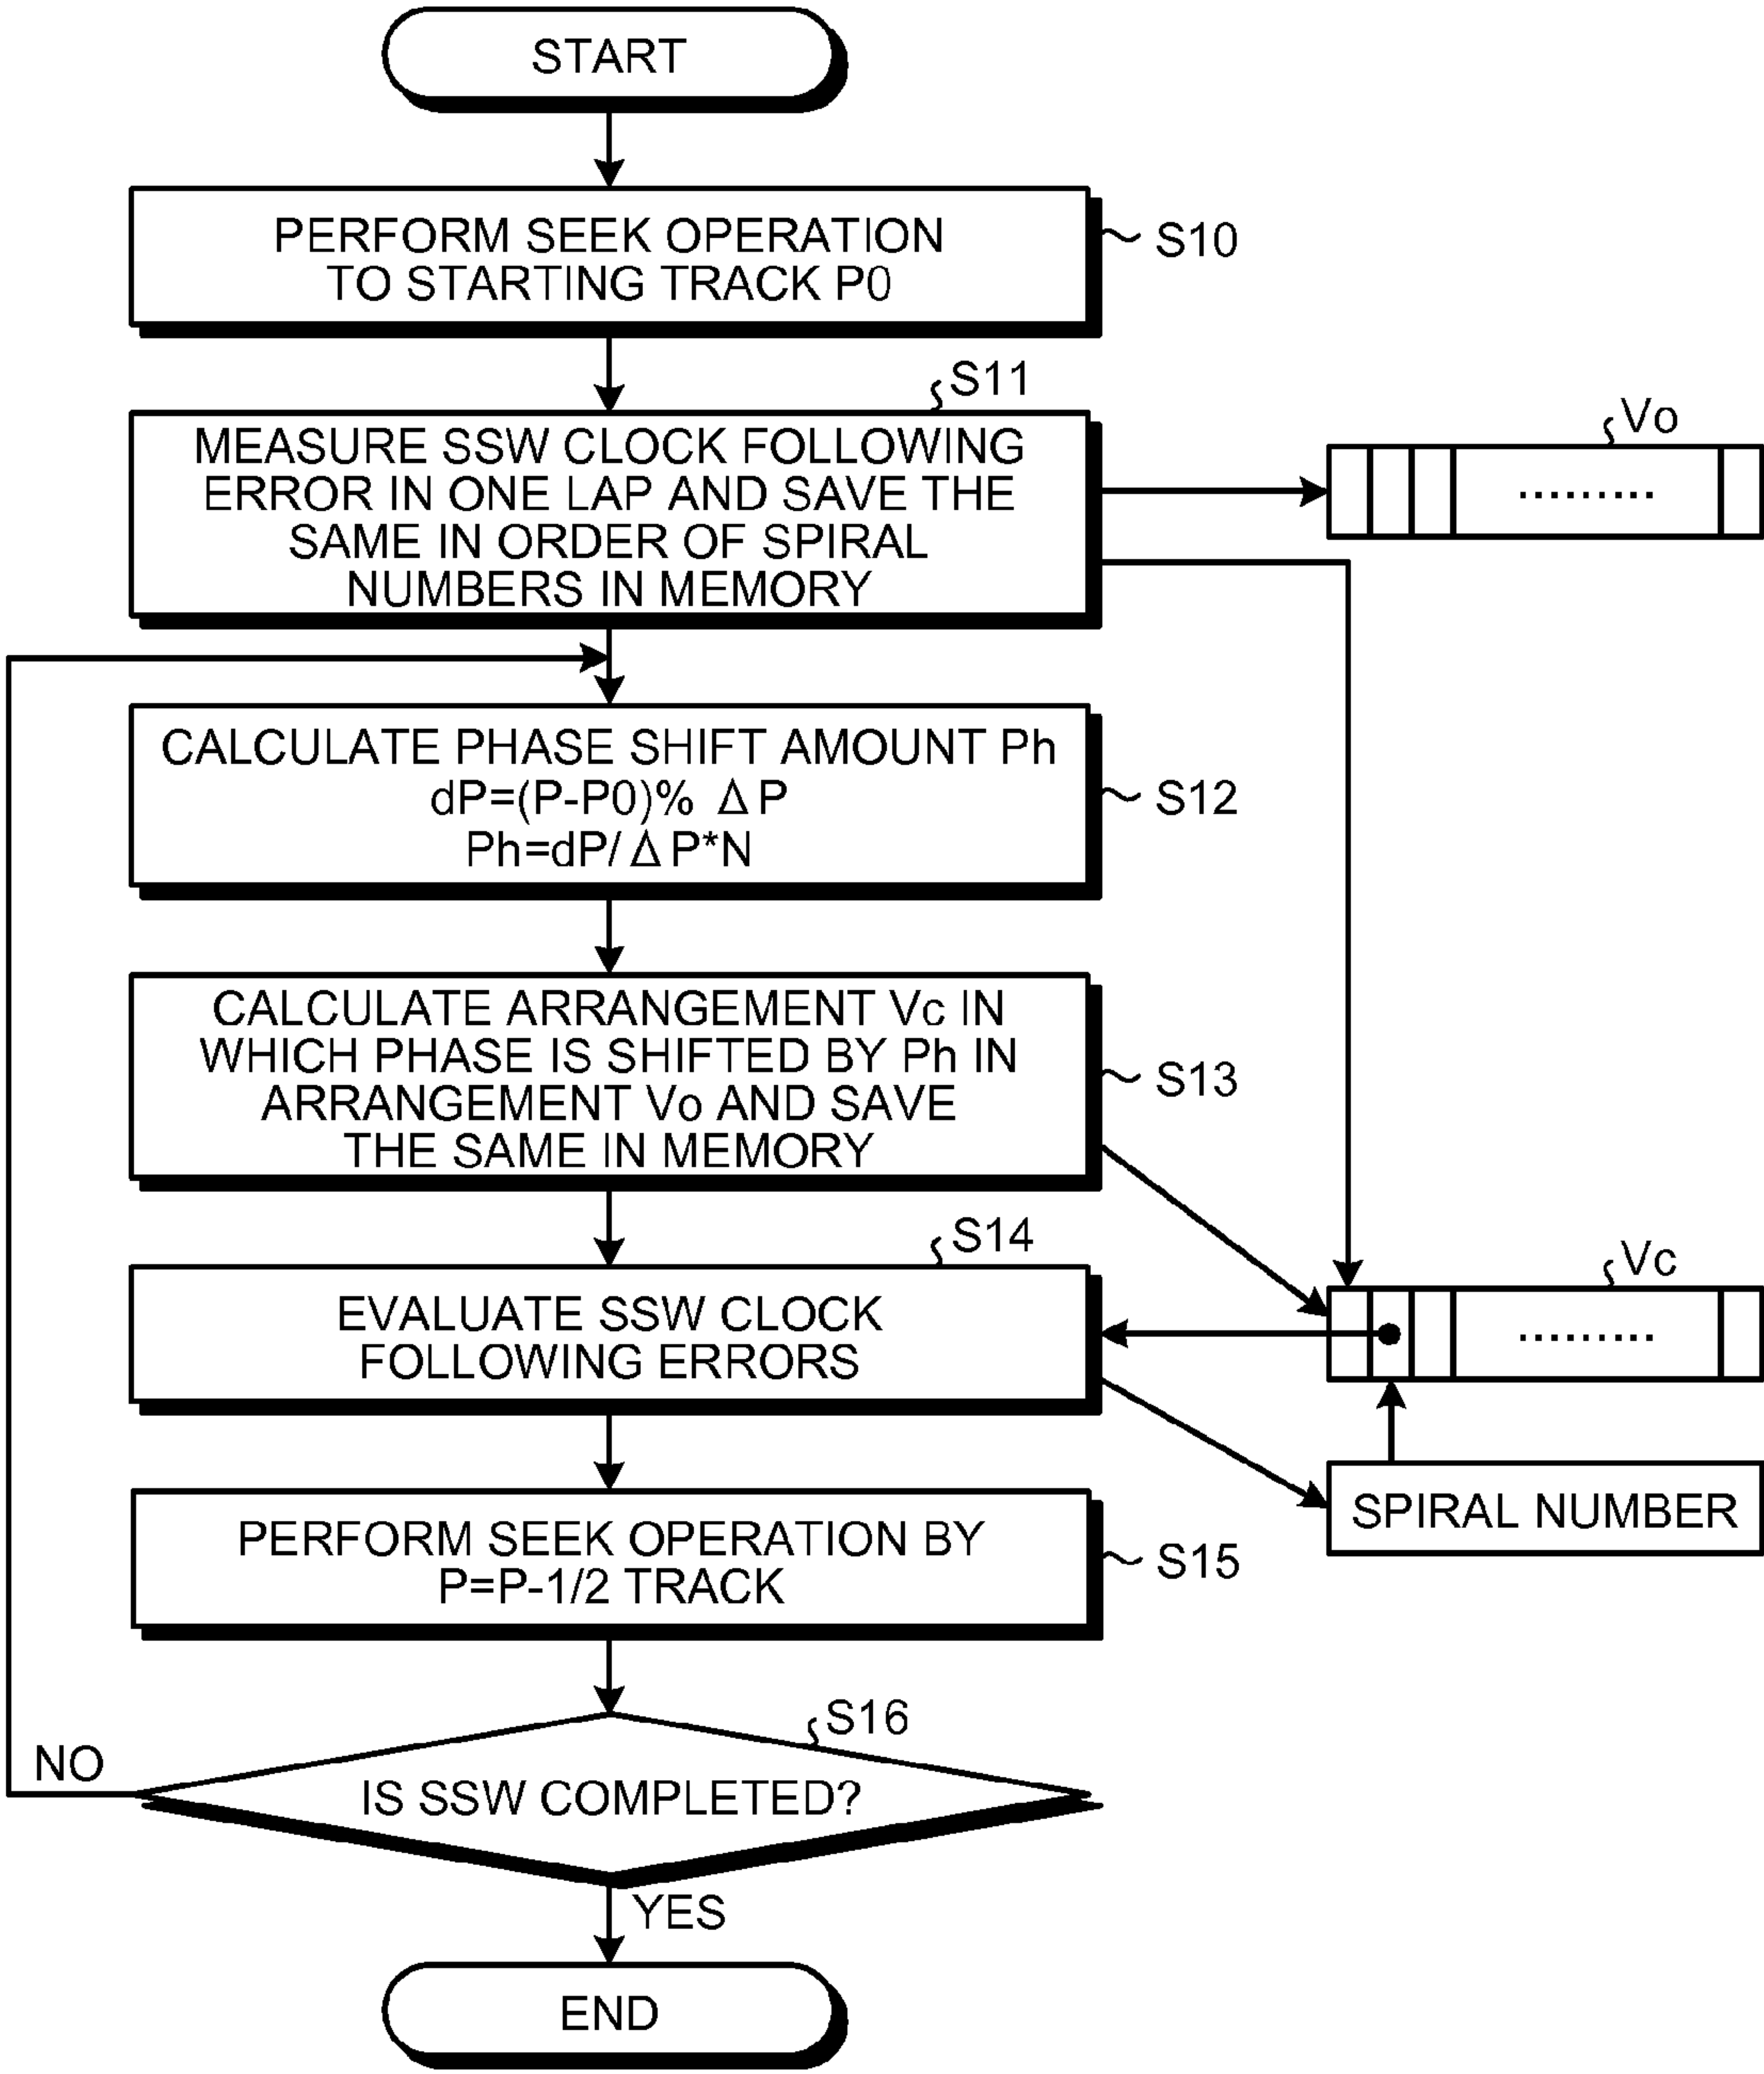 START
PERFORM SEEK OPERATION
TO STARTING TRACK P0
S10
S11
MEASURE SSW CLOCK FOLLOWING
ERROR IN ONE LAP AND SAVE THE
SAME IN ORDER OF SPIRAL
NUMBERS IN MEMORY
Vo
.........
CALCULATE PHASE SHIFT AMOUNT Ph
dP=(P-P0)% ΔP
Ph=dP/ΔP*N
S12
CALCULATE ARRANGEMENT Vc IN
WHICH PHASE IS SHIFTED BY Ph IN
ARRANGEMENT Vo AND SAVE
THE SAME IN MEMORY
S13
S14
EVALUATE SSW CLOCK
FOLLOWING ERRORS
Vc
.........
SPIRAL NUMBER
PERFORM SEEK OPERATION BY
P=P-1/2 TRACK
S15
S16
IS SSW COMPLETED?
NO
YES
END